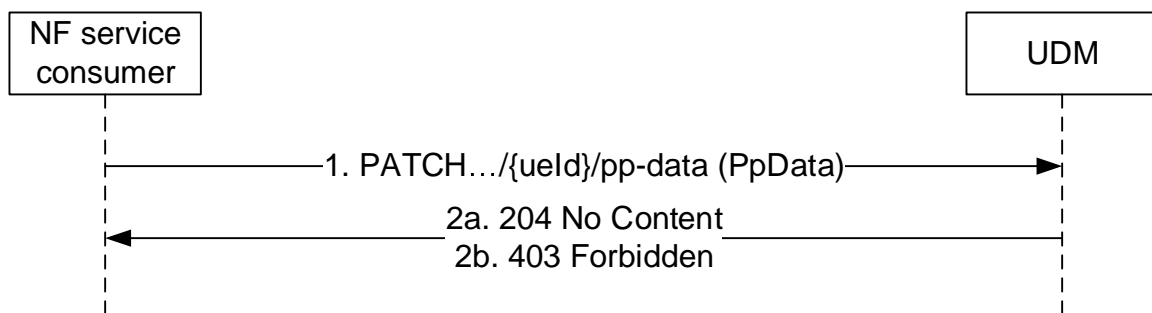 NF service
consumer
UDM
1. PATCH…/{ueId}/pp-data (PpData)
2a. 204 No Content
2b. 403 Forbidden